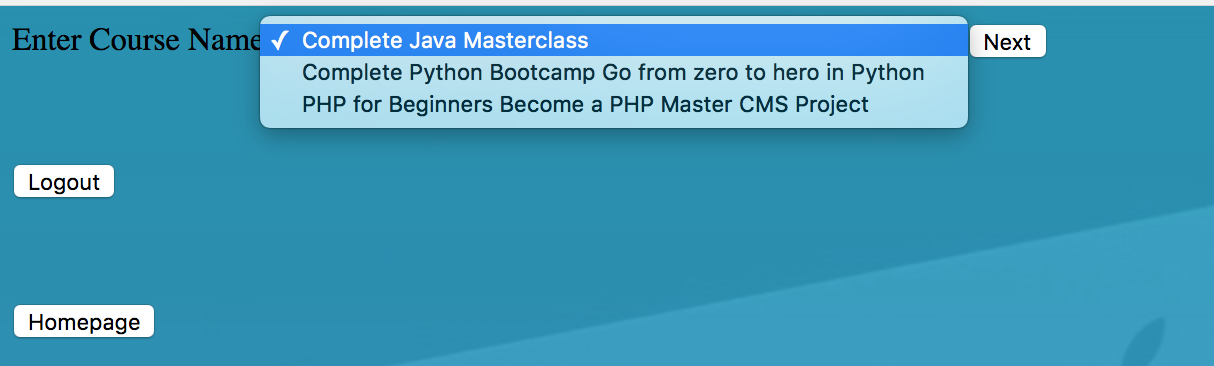 Enter Course Name
✓ Complete Java Masterclass
Complete Python Bootcamp Go from zero to hero in Python
PHP for Beginners Become a PHP Master CMS Project
Next
Logout
Homepage